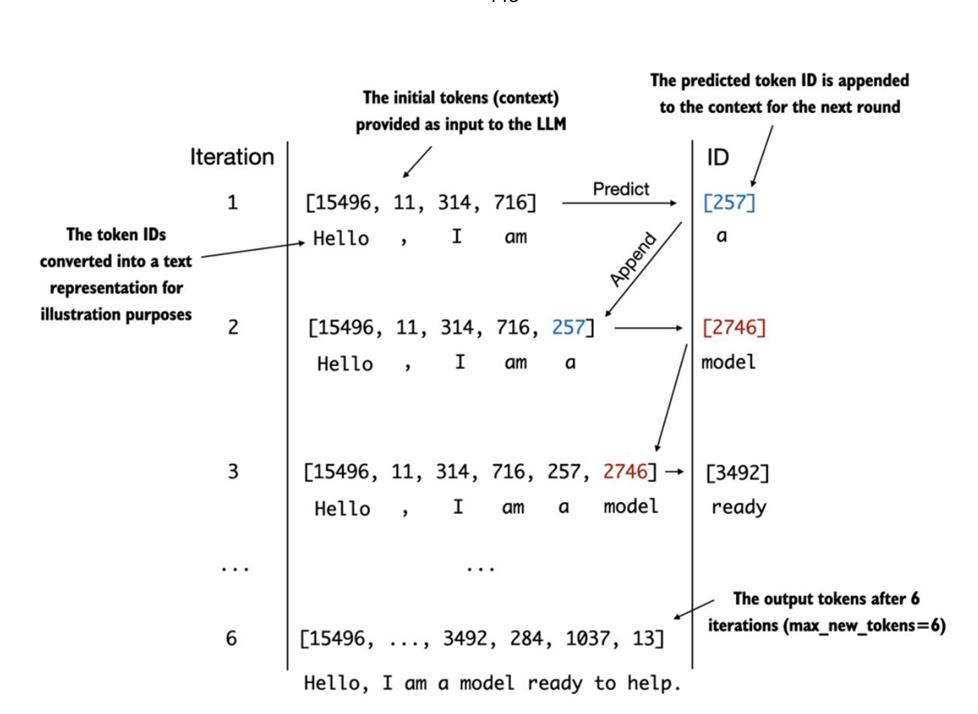 The predicted token ID is appended
to the context for the next round
The initial tokens (context)
provided as input to the LLM
Iteration
ID
1
[15496, 11, 314, 716]
Predict
[257]
Hello , I am
a
The token IDs
converted into a text
representation for
illustration purposes
Append
2
[15496, 11, 314, 716, 257]
[2746]
Hello , I am a
model
3
[15496, 11, 314, 716, 257, 2746]
[3492]
Hello , I am a model
ready
...
...
The output tokens after 6
iterations (max_new_tokens=6)
6
[15496, ..., 3492, 284, 1037, 13]
Hello, I am a model ready to help.